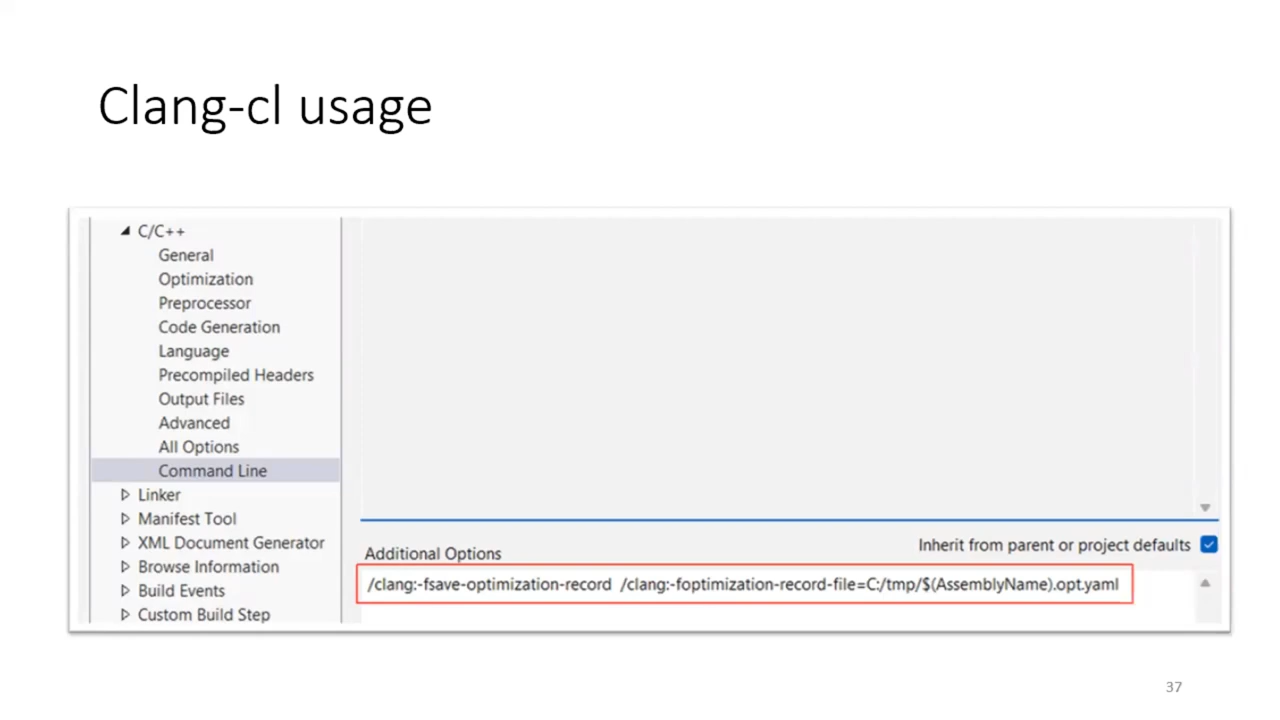 Clang-cl usage
C/C++
General
Optimization
Preprocessor
Code Generation
Language
Precompiled Headers
Output Files
Advanced
All Options
Command Line
Linker
Manifest Tool
XML Document Generator
Browse Information
Build Events
Custom Build Step
Inherit from parent or project defaults
Additional Options
/clang:-fsave-optimization-record /clang:-foptimization-record-file=C:/tmp/$(AssemblyName).opt.yaml
37